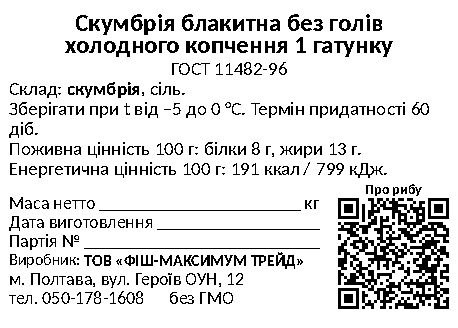 Скумбрія блакитна без голів
холодного копчення 1 гатунку
ГОСТ 11482-96
Склад: скумбрія, сіль.
Зберігати при t від –5 до 0 °С. Термін придатності 60
діб.
Поживна цінність 100 г: білки 8 г, жири 13 г.
Енергетична цінність 100 г: 191 ккал / 799 кДж.
Про рибу
Маса нетто ______________________ кг
Дата виготовлення __________________
Партія № __________________________
Виробник: ТОВ «ФІШ-МАКСИМУМ ТРЕЙД»
м. Полтава, вул. Героїв ОУН, 12
тел. 050-178-1608 без ГМО